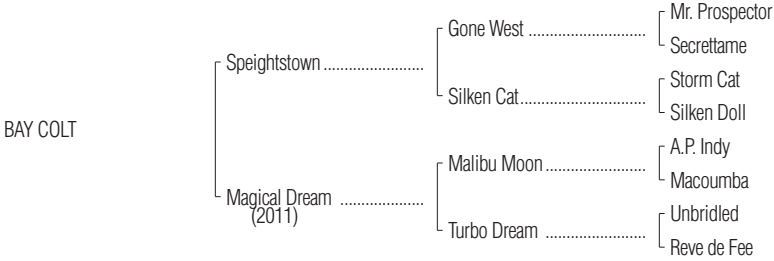 Mr. Prospector
Gone West ..............................
Secrettame
Speightstown .........................
Storm Cat
Silken Cat ................................
Silken Doll
BAY COLT
A.P. Indy
Malibu Moon .........................
Macoumba
Magical Dream .....................
(2011)
Unbridled
Turbo Dream .........................
Reve de Fee